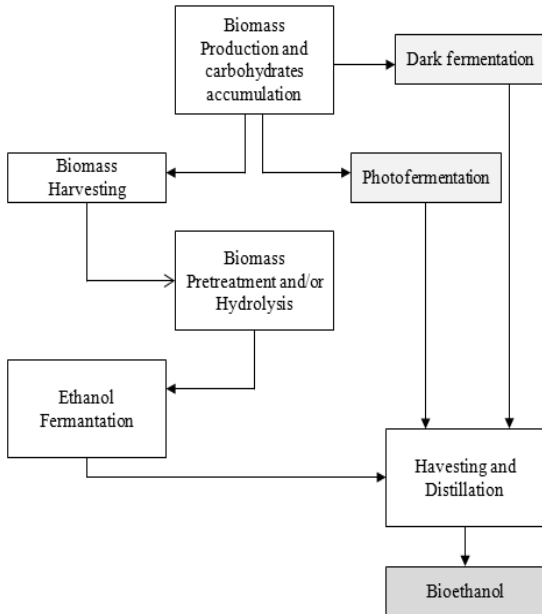 Biomass
Production and
carbohydrates
accumulation
Dark fermentation
Biomass
Harvesting
Photofermentation
Biomass
Pretreatment and/or
Hydrolysis
Ethanol
Fermantation
Havesting and
Distillation
Bioethanol